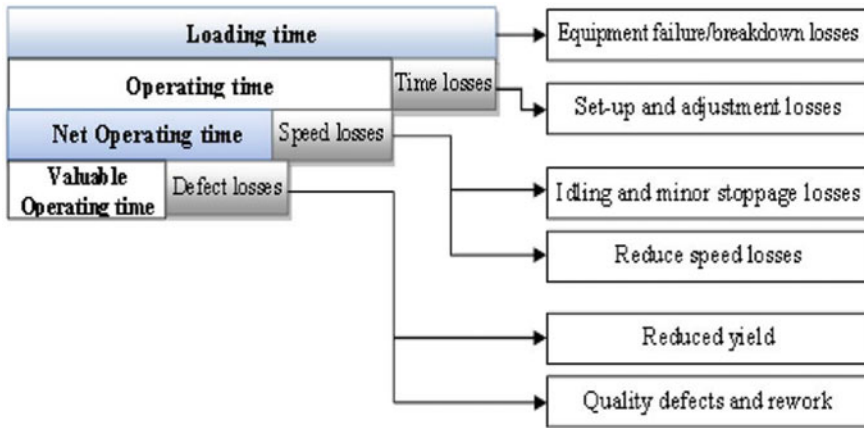 Loading time
Equipment failure/breakdown losses
Operating time
Time losses
Set-up and adjustment losses
Net Operating time
Speed losses
Valuable
Operating time
Defect losses
Idling and minor stoppage losses
Reduce speed losses
Reduced yield
Quality defects and rework